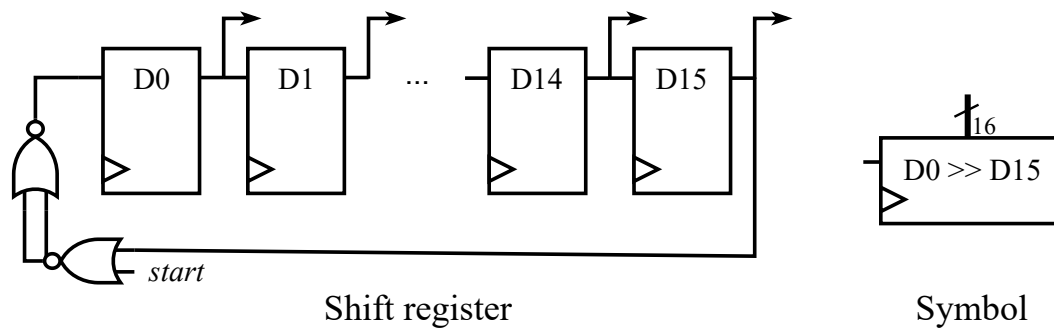 D0 D1 ... D14 D15
16
D0 >> D15
start
Shift register Symbol